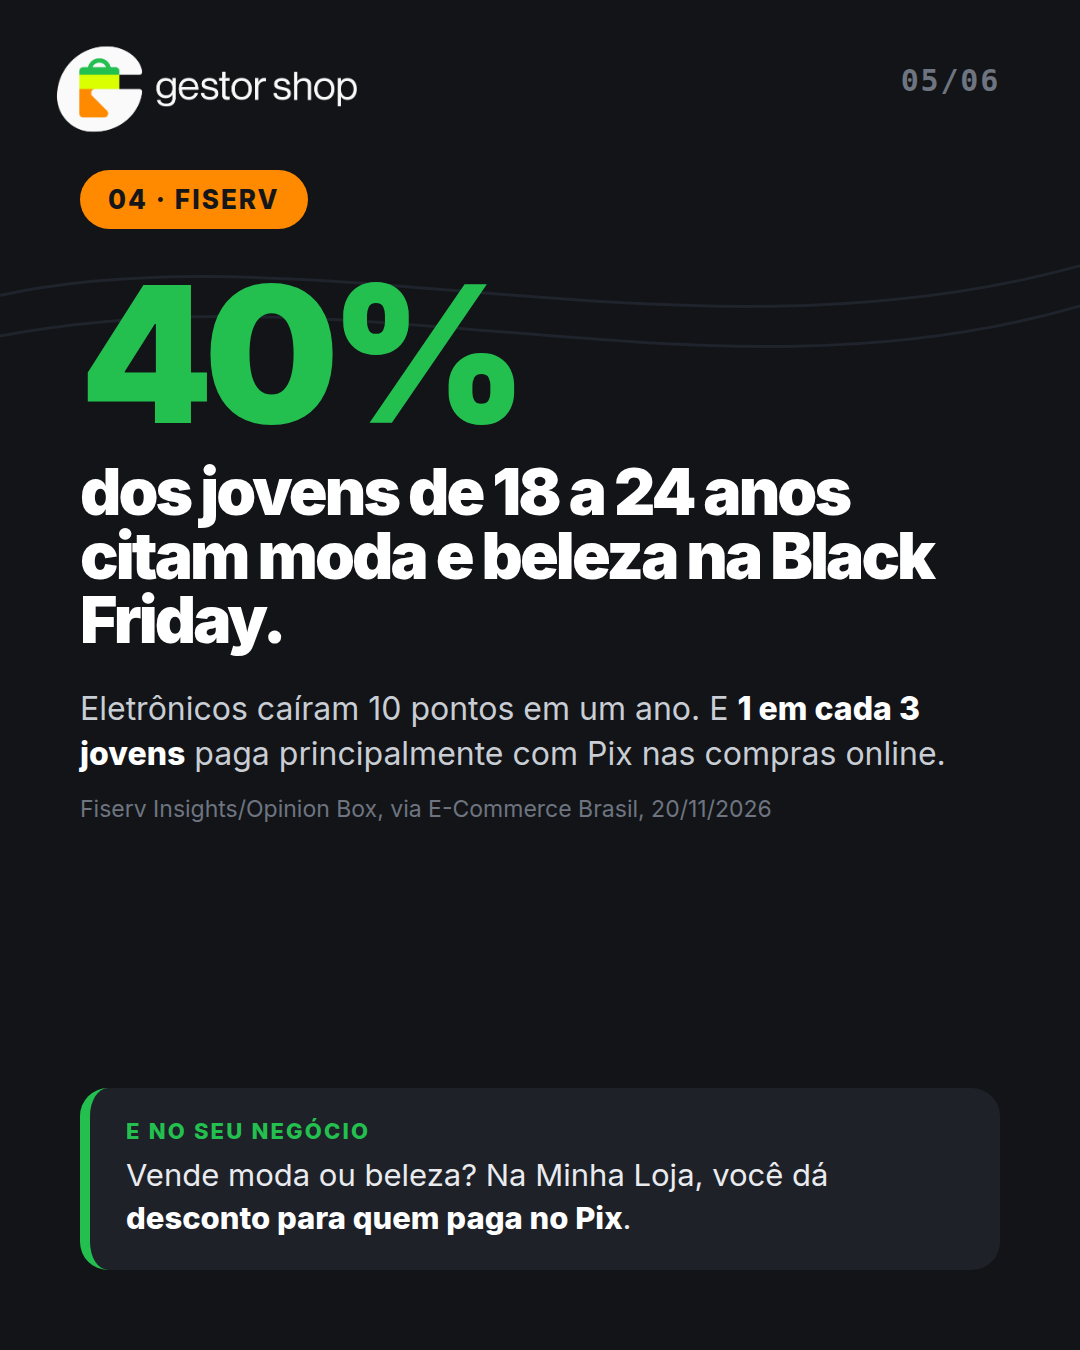 gestor shop
05/06
04 · FISERV
40%
dos jovens de 18 a 24 anos
citam moda e beleza na Black
Friday.
Eletrônicos caíram 10 pontos em um ano. E 1 em cada 3
jovens paga principalmente com Pix nas compras online.
Fiserv Insights/Opinion Box, via E-Commerce Brasil, 20/11/2026
E NO SEU NEGÓCIO
Vende moda ou beleza? Na Minha Loja, você dá
desconto para quem paga no Pix.